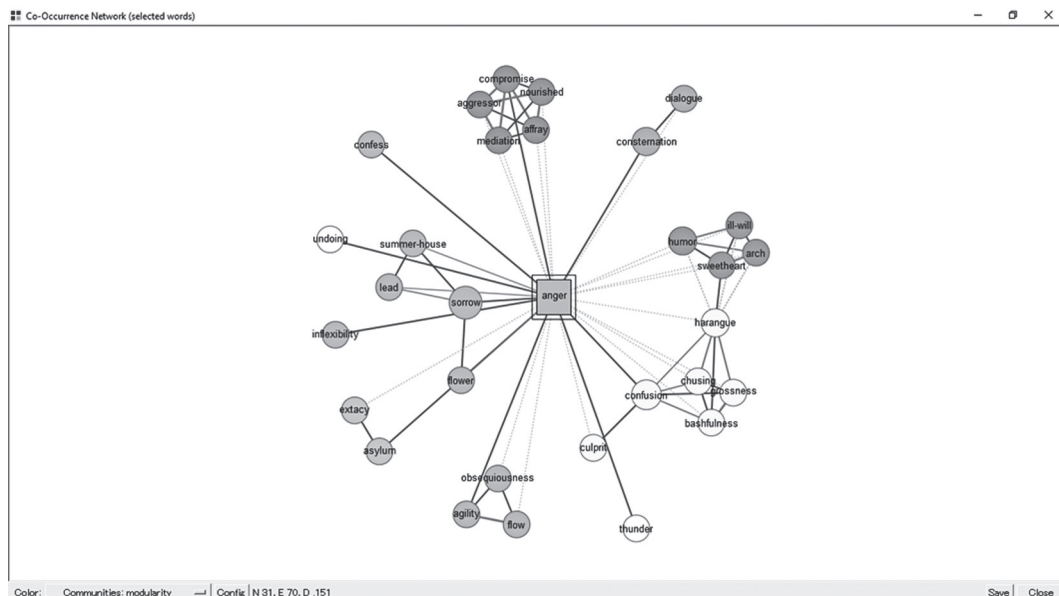 Co-Occurrence Network (selected words)
compromise
nourished
aggressor
affray
mediation
dialogue
consternation
confess
ill-will
humor
arch
sweetheart
undoing
summer-house
lead
sorrow
anger
harangue
inflexibility
flower
chusing
grossness
confusion
bashfulness
extacy
asylum
culprit
obsequiousness
agility
flow
thunder
Color: Communities: modularity Config N 31, E 70, D .151 Save Close